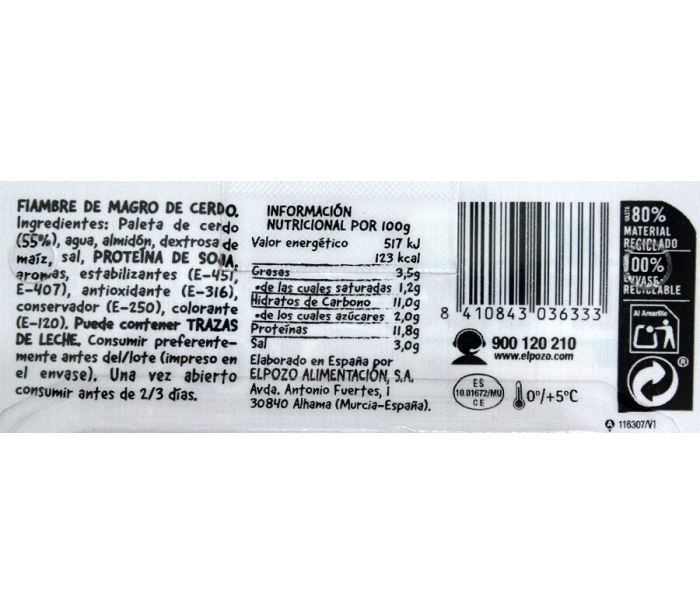 FIAMBRE DE MAGRO DE CERDO.
Ingredientes: Paleta de cerdo
(55%), agua, almidón, dextrosa de
maíz, sal, PROTEÍNA DE SOJA,
aromas, estabilizantes (E-451,
E-407), antioxidante (E-316),
conservador (E-250), colorante
(E-120). Puede contener TRAZAS
DE LECHE. Consumir preferente-
mente antes del/lote (impreso en
el envase). Una vez abierto
consumir antes de 2/3 días.
INFORMACIÓN
NUTRICIONAL POR 100g
Valor energético 517 kJ
123 kcal
Grasas 3,5g
-de las cuales saturadas 1,2g
Hidratos de Carbono 11,0g
-de los cuales azúcares 2,0g
Proteínas 11,8g
Sal 3,0g
Elaborado en España por
ELPOZO ALIMENTACIÓN, S.A.
Avda. Antonio Fuertes, 1
30840 Alhama (Murcia-España).
8 410843 036333
900 120 210
www.elpozo.com
ES
10.01672/MU
CE
0º/+5ºC
HASTA 80%
MATERIAL
RECICLADO
100%
ENVASE
RECICLABLE
Al Amarillo
®
A 116307/V1